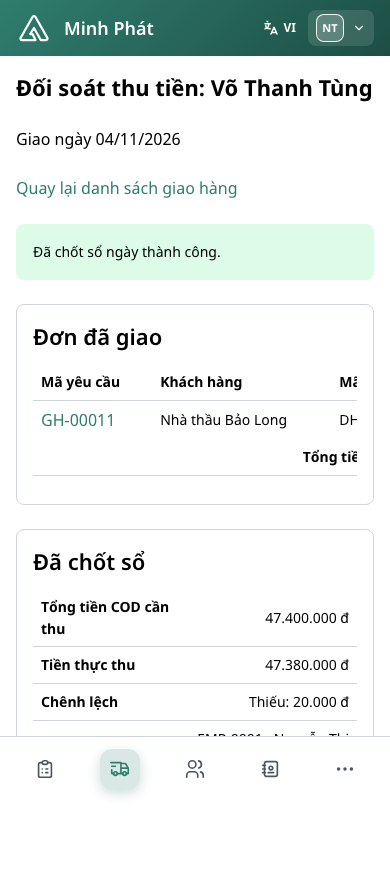 Minh Phát
VI
NT
Đối soát thu tiền: Võ Thanh Tùng
Giao ngày 04/11/2026
Quay lại danh sách giao hàng
Đã chốt sổ ngày thành công.
Đơn đã giao
Mã yêu cầu Khách hàng
GH-00011 Nhà thầu Bảo Long DH
Tổng
Đã chốt sổ
Tổng tiền COD cần
thu 47.400.000 đ
Tiền thực thu 47.380.000 đ
Chênh lệch Thiếu: 20.000 đ